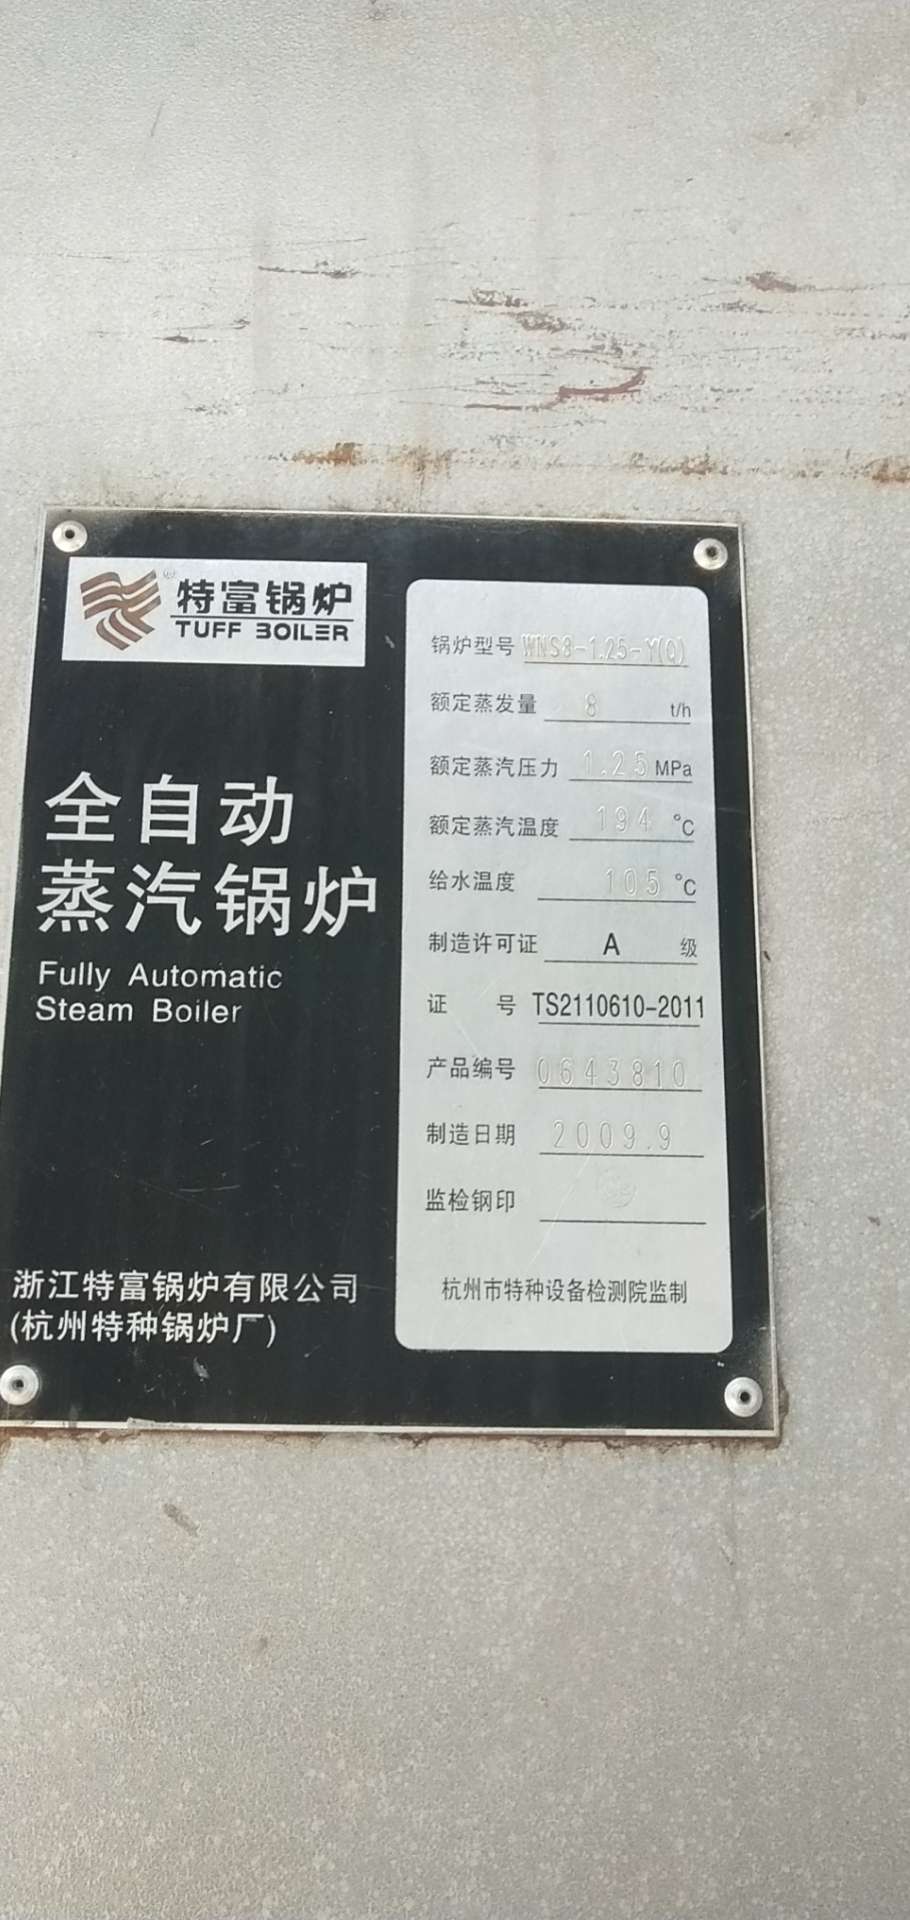 特富锅炉
TUFF BOILER
全自动
蒸汽锅炉
Fully Automatic
Steam Boiler
浙江特富锅炉有限公司
(杭州特种锅炉厂)
锅炉型号 WNS8-1.25-Y(Q)
额定蒸发量 8 t/h
额定蒸汽压力 1.25 MPa
额定蒸汽温度 194 ℃
给水温度 105 ℃
制造许可证 A 级
证 号 TS2110610-2011
产品编号 0643810
制造日期 2009.9
监检钢印
杭州市特种设备检测院监制